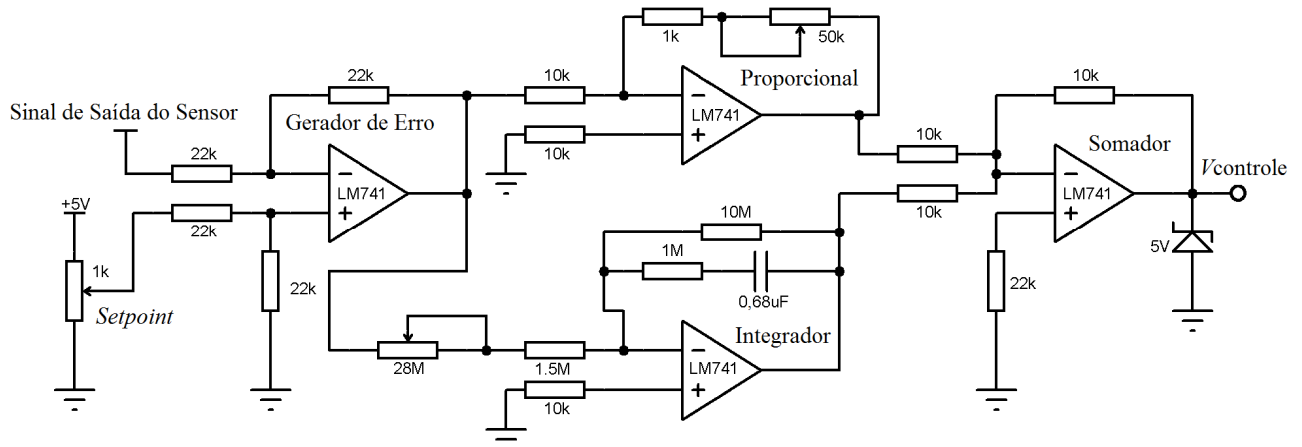 1k
50k
22k
10k
Proporcional
10k
Sinal de Saída do Sensor
Gerador de Erro
LM741
10k
10k
Somador
22k
10k
LM741
Vcontrole
+5V
22k
LM741
10k
1k
22k
10M
5V
Setpoint
1M
22k
0,68uF
Integrador
28M
1.5M
LM741
10k